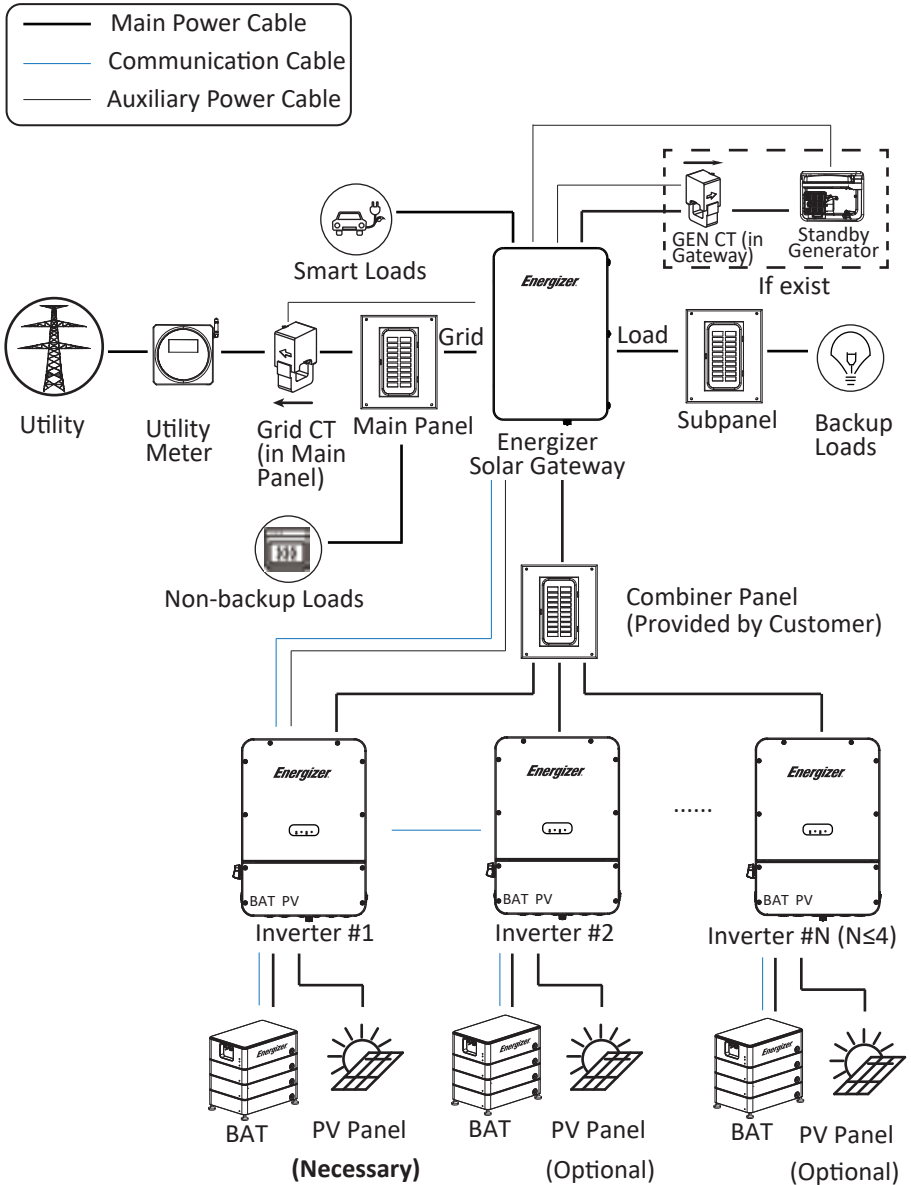 Main Power Cable
Communication Cable
Auxiliary Power Cable
GEN CT (in
Gateway)
Standby
Generator
If exist
Smart Loads
Energizer
Grid
Load
Utility
Utility
Meter
Grid CT
(in Main
Panel)
Main Panel
Energizer
Solar Gateway
Subpanel
Backup
Loads
Non-backup Loads
Combiner Panel
(Provided by Customer)
Energizer
Energizer
......
Energizer
BAT PV
BAT PV
BAT PV
Inverter #1
Inverter #2
Inverter #N (N≤4)
Energizer
Energizer
Energizer
BAT
PV Panel
(Necessary)
BAT
PV Panel
(Optional)
BAT
PV Panel
(Optional)